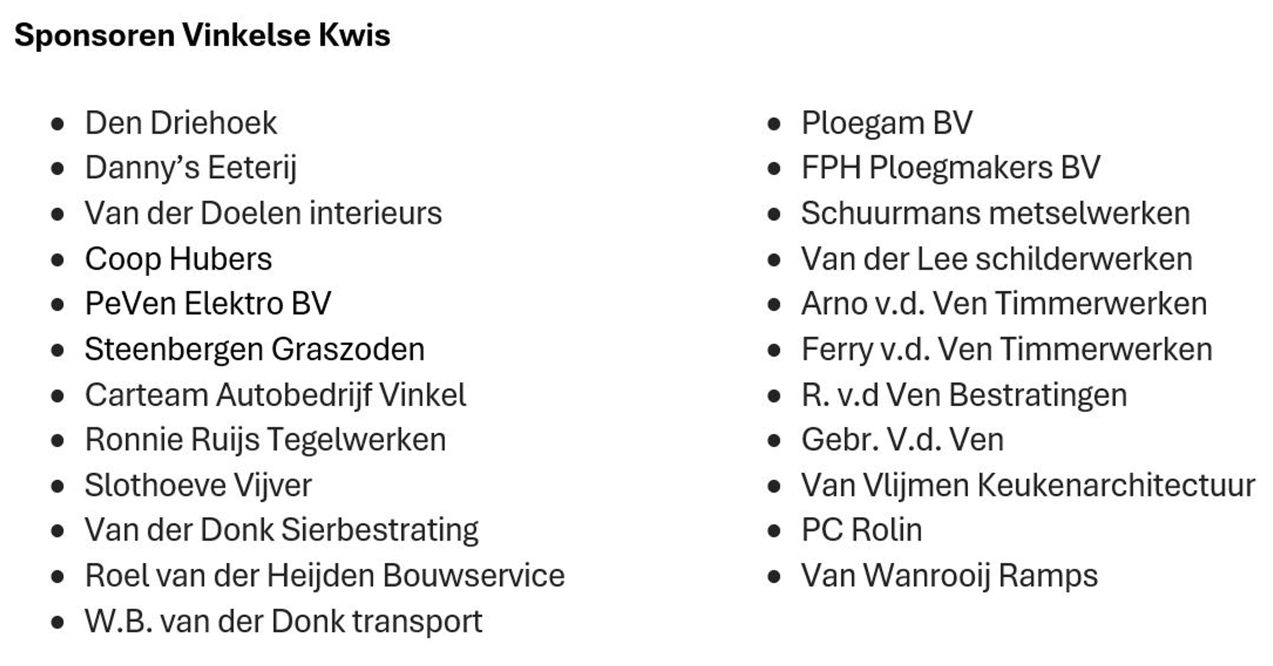 Sponsoren Vinkelse Kwis
• Den Driehoek
• Danny’s Eeterij
• Van der Doelen interieurs
• Coop Hubers
• PeVen Elektro BV
• Steenbergen Graszoden
• Carteam Autobedrijf Vinkel
• Ronnie Ruijs Tegelwerken
• Slothoeve Vijver
• Van der Donk Sierbestrating
• Roel van der Heijden Bouwservice
• W.B. van der Donk transport
• Ploegam BV
• FPH Ploegmakers BV
• Schuurmans metselwerken
• Van der Lee schilderwerken
• Arno v.d. Ven Timmerwerken
• Ferry v.d. Ven Timmerwerken
• R. v.d Ven Bestratingen
• Gebr. V.d. Ven
• Van Vlijmen Keukenarchitectuur
• PC Rolin
• Van Wanrooij Ramps